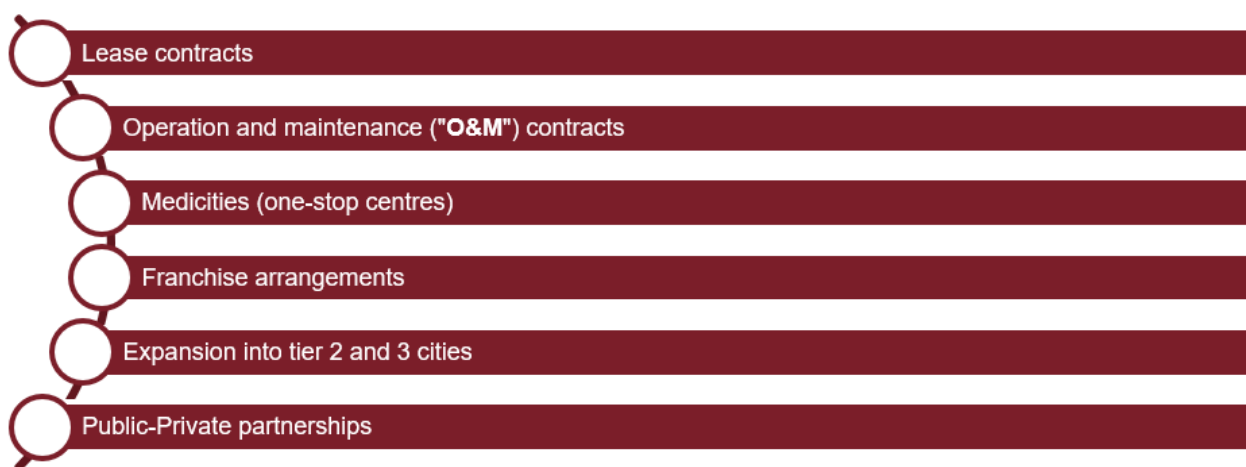 Lease contracts
Operation and maintenance ("O&M") contracts
Medicities (one-stop centres)
Franchise arrangements
Expansion into tier 2 and 3 cities
Public-Private partnerships